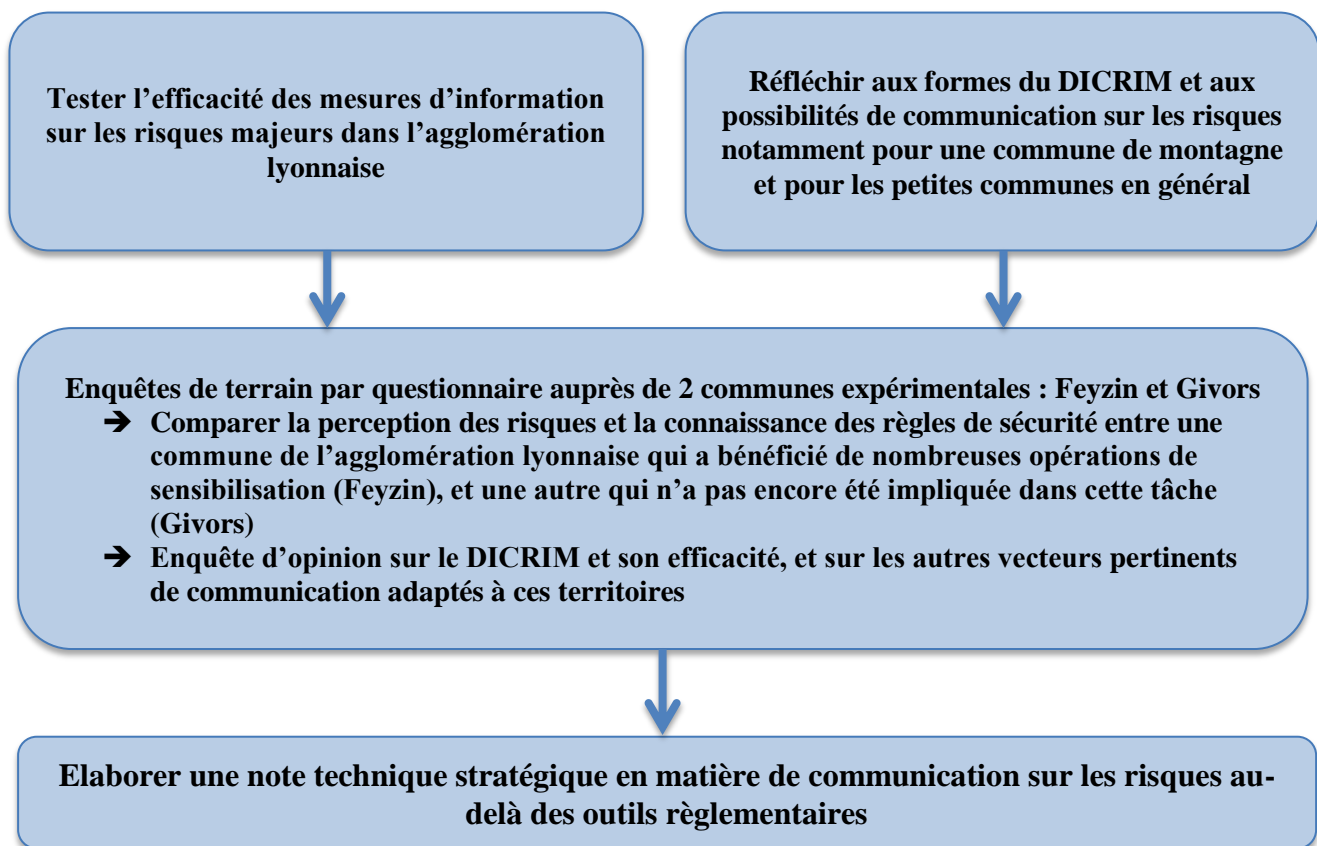 Tester l’efficacité des mesures d’information
sur les risques majeurs dans l’agglomération
lyonnaise
Réfléchir aux formes du DICRIM et aux
possibilités de communication sur les risques
notamment pour une commune de montagne
et pour les petites communes en général
Enquêtes de terrain par questionnaire auprès de 2 communes expérimentales : Feyzin et Givors
➔ Comparer la perception des risques et la connaissance des règles de sécurité entre une
commune de l’agglomération lyonnaise qui a bénéficié de nombreuses opérations de
sensibilisation (Feyzin), et une autre qui n’a pas encore été impliquée dans cette tâche
(Givors)
➔ Enquête d’opinion sur le DICRIM et son efficacité, et sur les autres vecteurs pertinents
de communication adaptés à ces territoires
Elaborer une note technique stratégique en matière de communication sur les risques au-
delà des outils règlementaires